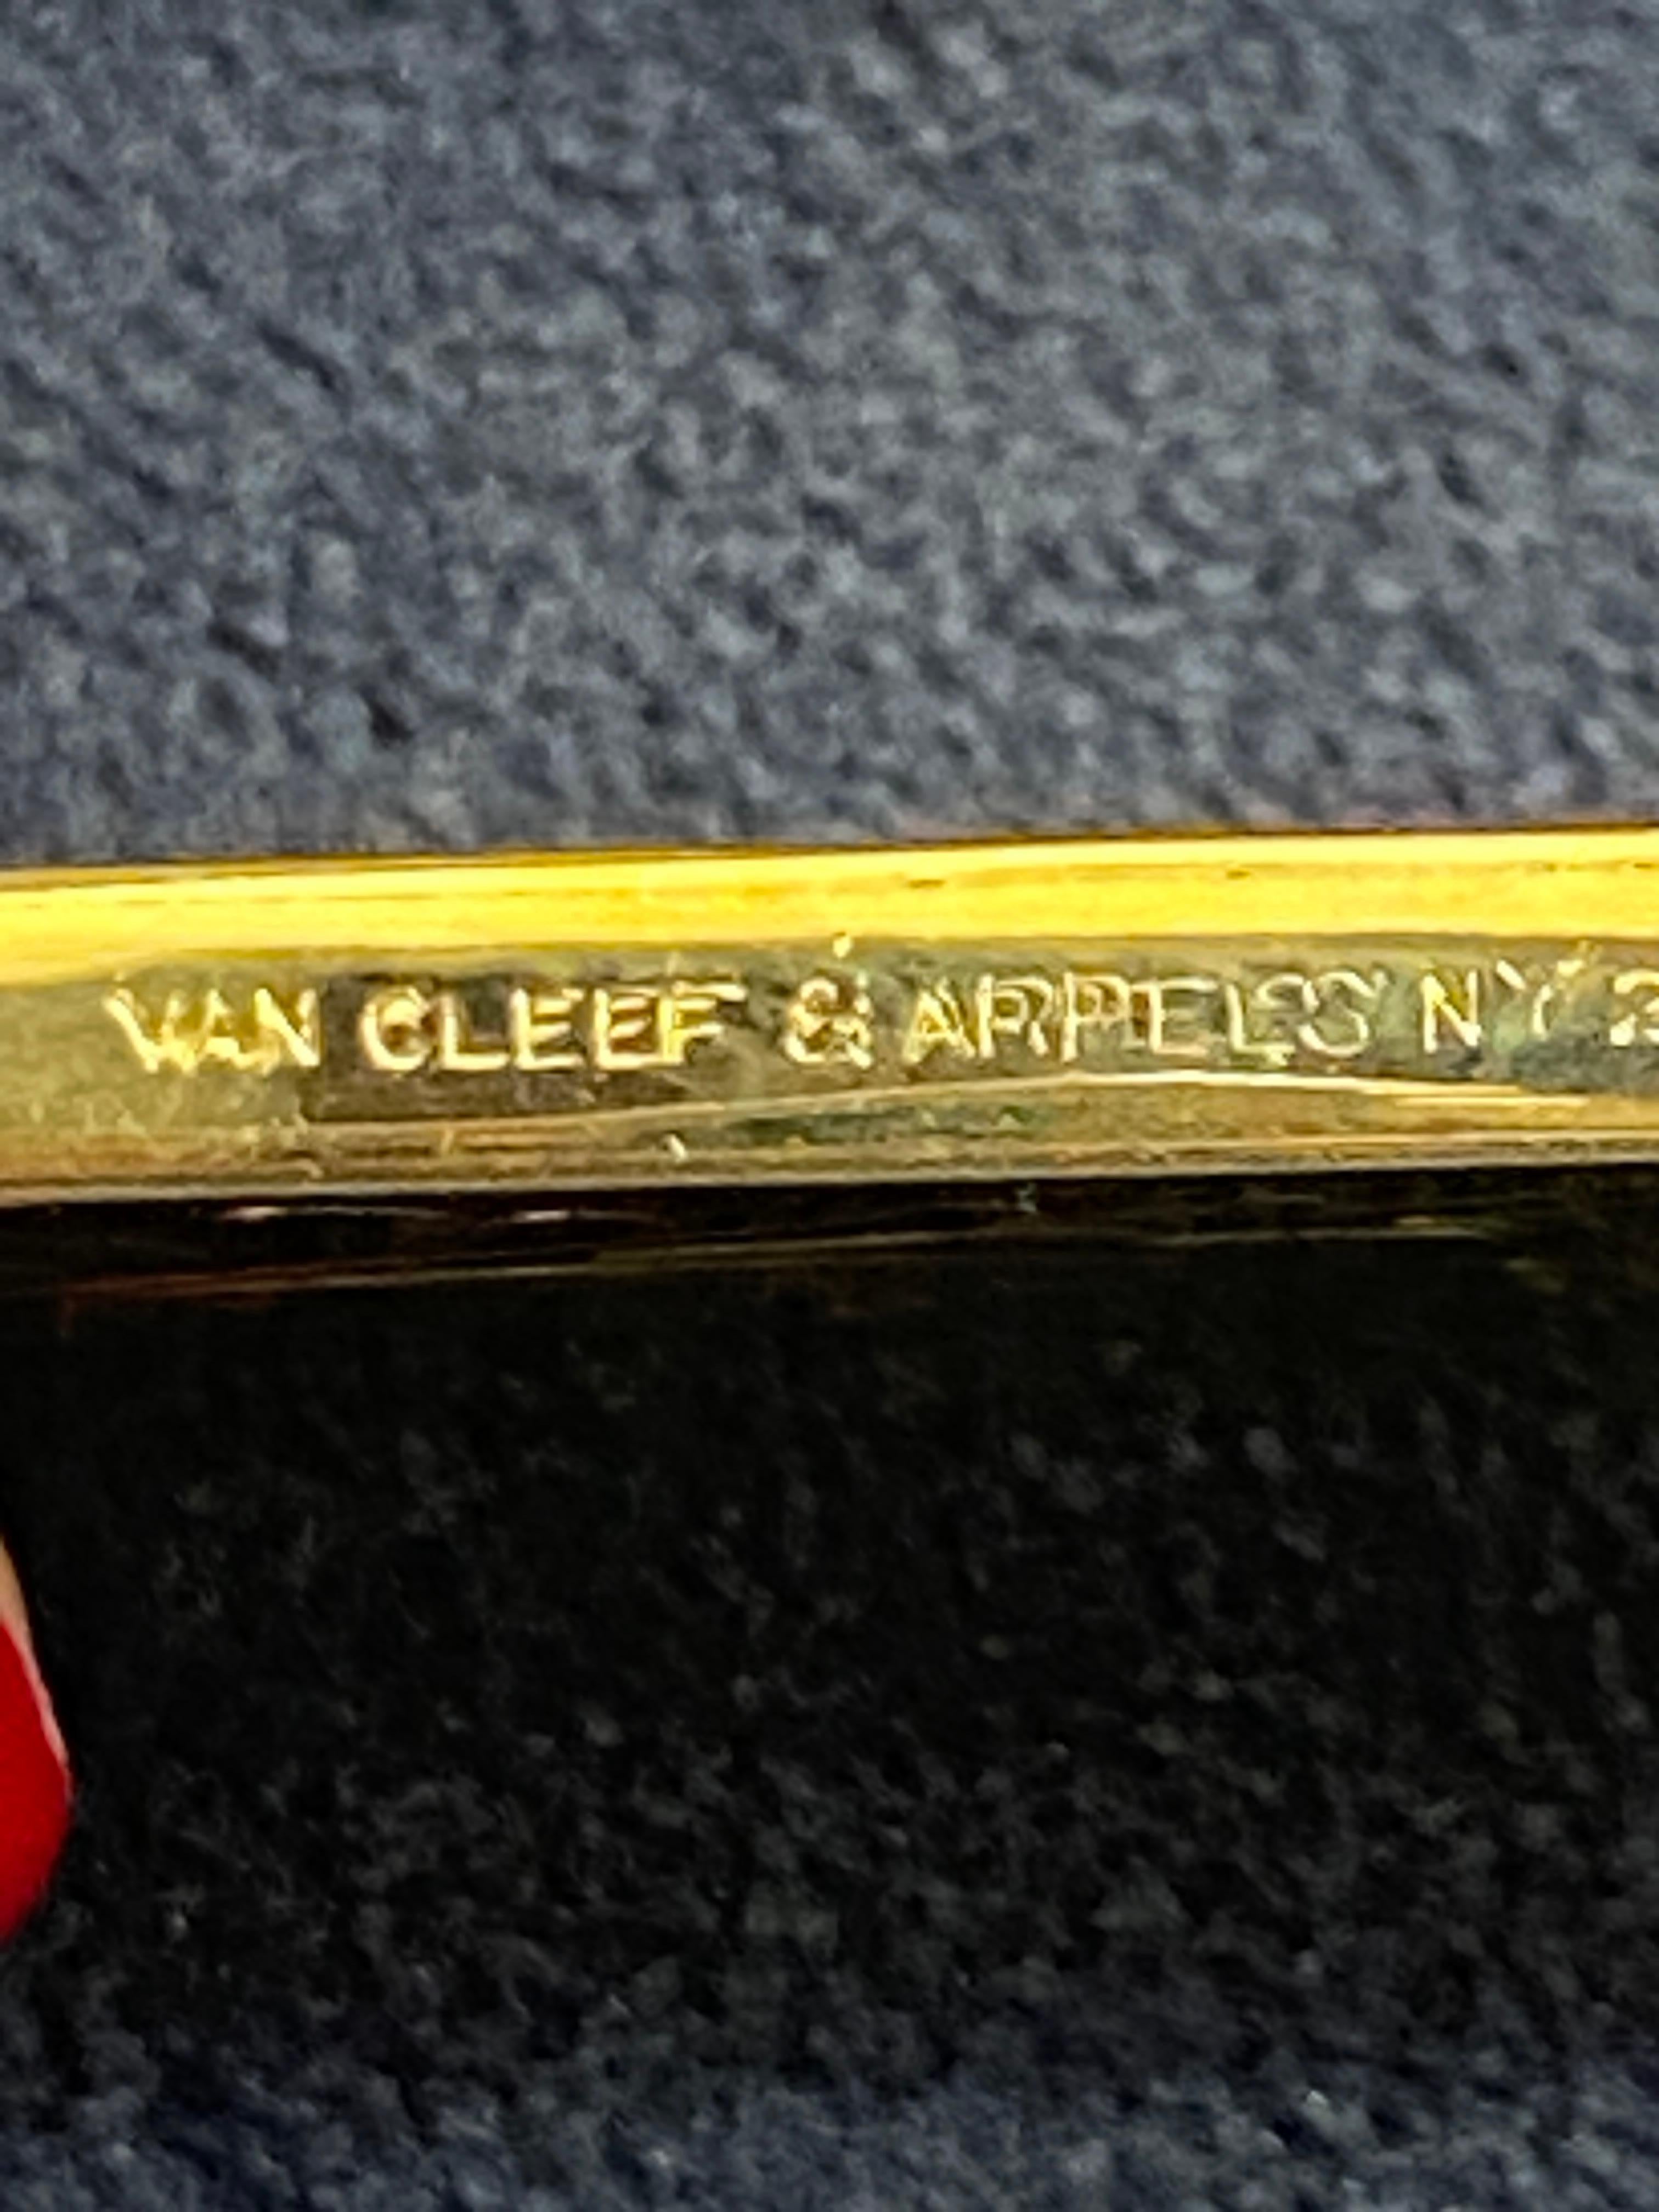 VAN CLEEF & ARPELS NY